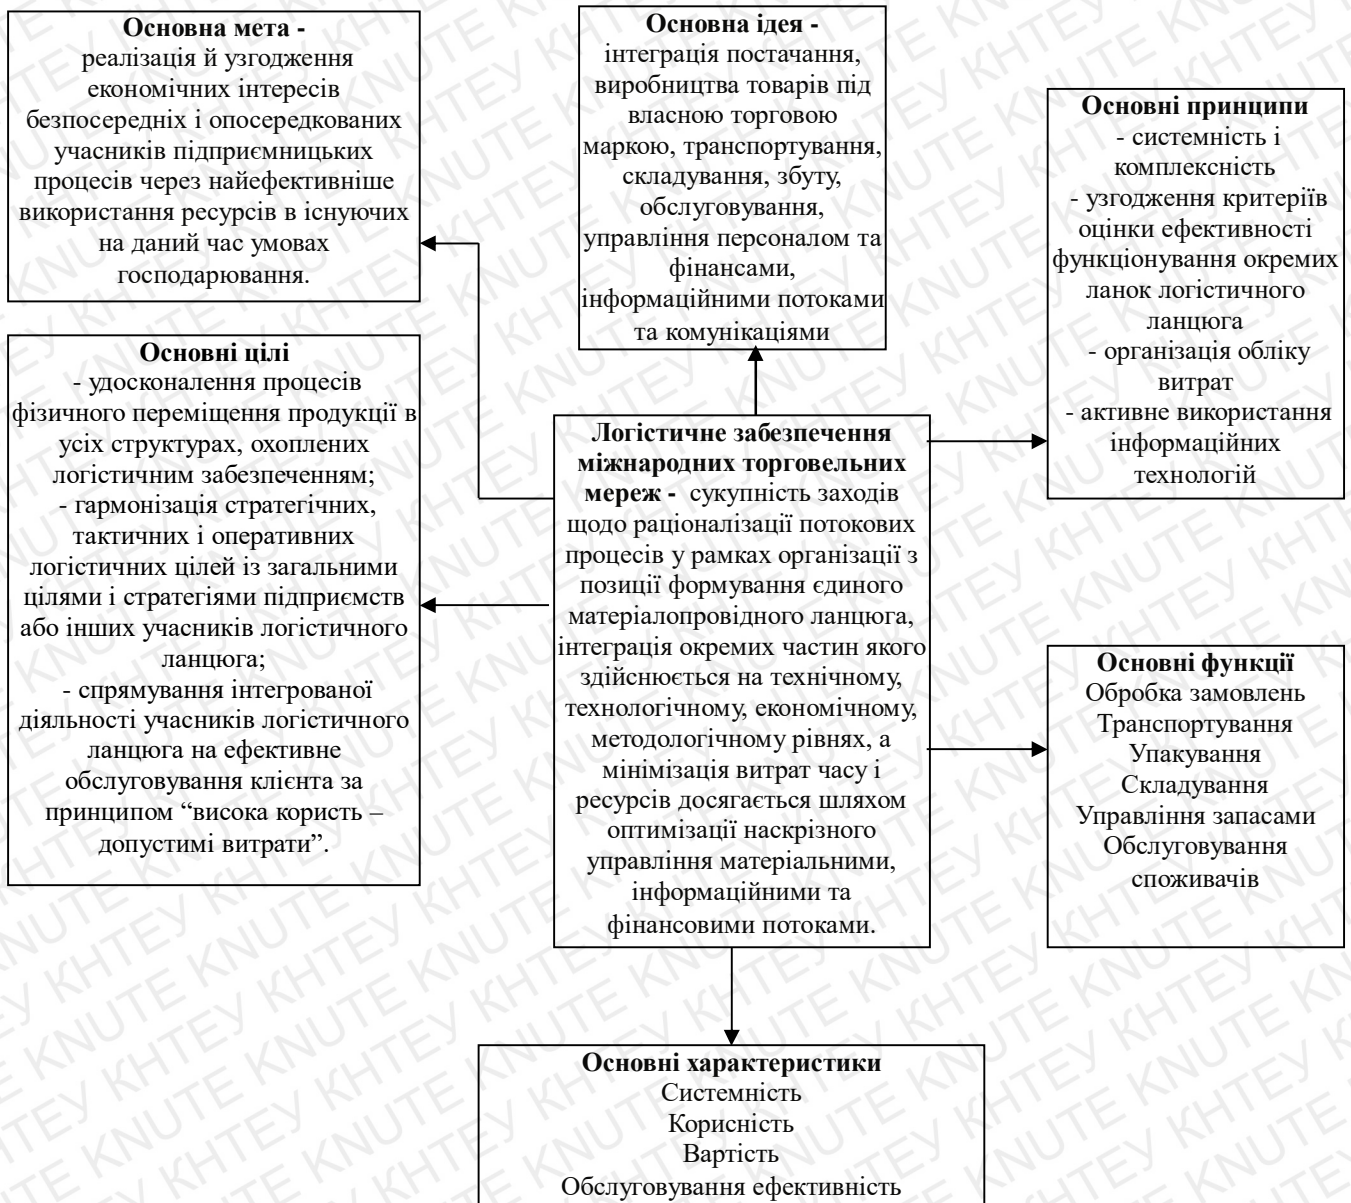 Основна мета -
реалізація й узгодження
економічних інтересів
безпосередніх і опосередкованих
учасників підприємницьких
процесів через найефективніше
використання ресурсів в існуючих
на даний час умовах
господарювання.
Основна ідея -
інтеграція постачання,
виробництва товарів під
власною торговою
маркою, транспортування,
складування, збуту,
обслуговування,
управління персоналом та
фінансами,
інформаційними потоками
та комунікаціями
Основні принципи
- системність і
комплексність
- узгодження критеріїв
оцінки ефективності
функціонування окремих
ланок логістичного
ланцюга
- організація обліку
витрат
- активне використання
інформаційних
технологій
Основні цілі
- удосконалення процесів
фізичного переміщення продукції в
усіх структурах, охоплених
логістичним забезпеченням;
- гармонізація стратегічних,
тактичних і оперативних
логістичних цілей із загальними
цілями і стратегіями підприємств
або інших учасників логістичного
ланцюга;
- спрямування інтегрованої
діяльності учасників логістичного
ланцюга на ефективне
обслуговування клієнта за
принципом “висока користь –
допустимі витрати”.
Логістичне забезпечення
міжнародних торговельних
мереж - сукупність заходів
щодо раціоналізації потокових
процесів у рамках організації з
позиції формування єдиного
матеріалопровідного ланцюга,
інтеграція окремих частин якого
здійснюється на технічному,
технологічному, економічному,
методологічному рівнях, а
мінімізація витрат часу і
ресурсів досягається шляхом
оптимізації наскрізного
управління матеріальними,
інформаційними та
фінансовими потоками.
Основні функції
Обробка замовлень
Транспортування
Упакування
Складування
Управління запасами
Обслуговування
споживачів
Основні характеристики
Системність
Корисність
Вартість
Обслуговування ефективність